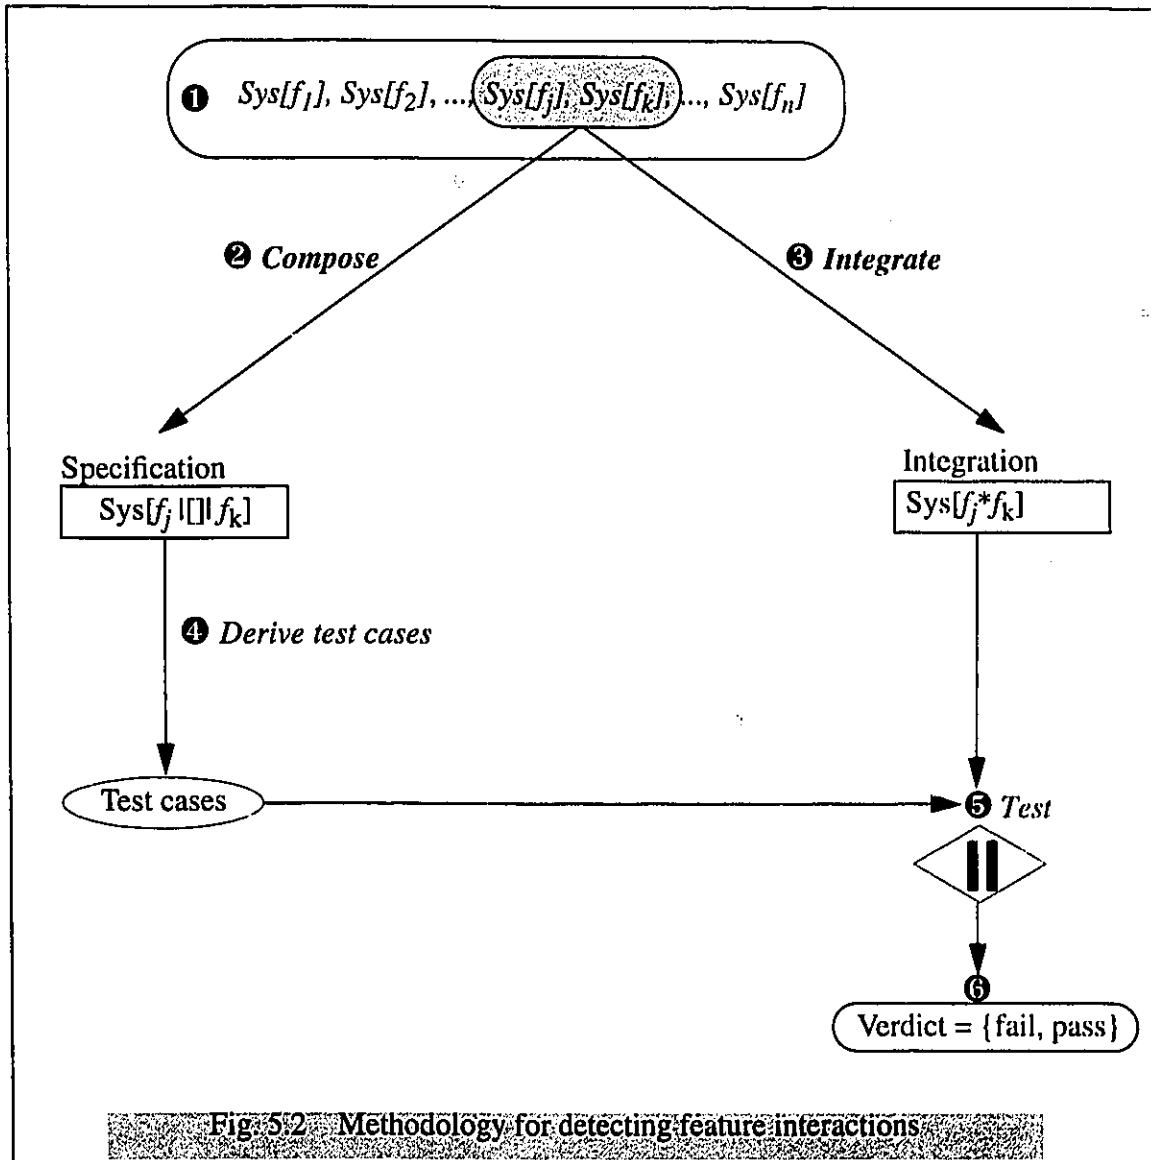 ❶ Sys[f1], Sys[f2], ..., Sys[fj], Sys[fk], ..., Sys[fn]
❷ Compose
❸ Integrate
Specification
Sys[fj |[]| fk]
Integration
Sys[fj*fk]
❹ Derive test cases
Test cases
❺ Test
❻
Verdict = {fail, pass}
Fig. 5.2 Methodology for detecting feature interactions